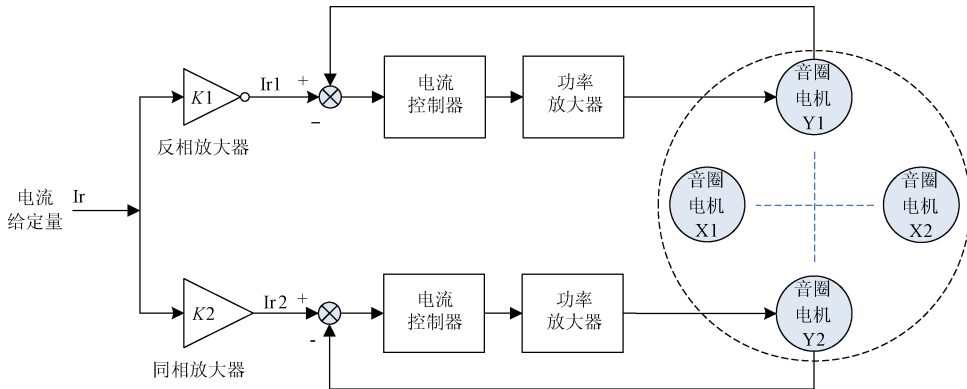 K1
反相放大器
Ir1
+
-
电流
控制器
功率
放大器
音圈
电机
Y1
电流
给定量
Ir
音圈
电机
X1
音圈
电机
X2
K2
同相放大器
Ir2
+
-
电流
控制器
功率
放大器
音圈
电机
Y2